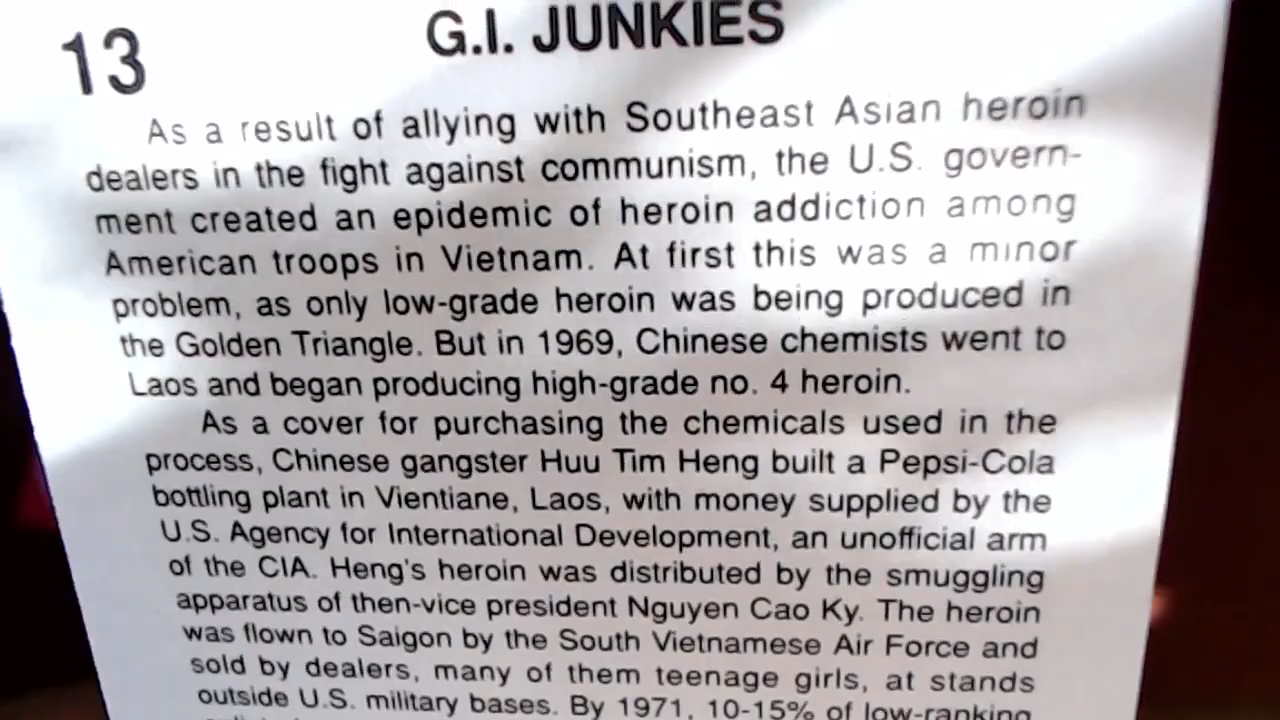 13
G.I. JUNKIES
As a result of allying with Southeast Asian heroin
dealers in the fight against communism, the U.S. govern-
ment created an epidemic of heroin addiction among
American troops in Vietnam. At first this was a minor
problem, as only low-grade heroin was being produced in
the Golden Triangle. But in 1969, Chinese chemists went to
Laos and began producing high-grade no. 4 heroin.
As a cover for purchasing the chemicals used in the
process, Chinese gangster Huu Tim Heng built a Pepsi-Cola
bottling plant in Vientiane, Laos, with money supplied by the
U.S. Agency for International Development, an unofficial arm
of the CIA. Heng's heroin was distributed by the smuggling
apparatus of then-vice president Nguyen Cao Ky. The heroin
was flown to Saigon by the South Vietnamese Air Force and
sold by dealers, many of them teenage girls, at stands
outside U.S. military bases. By 1971, 10-15% of low-ranking